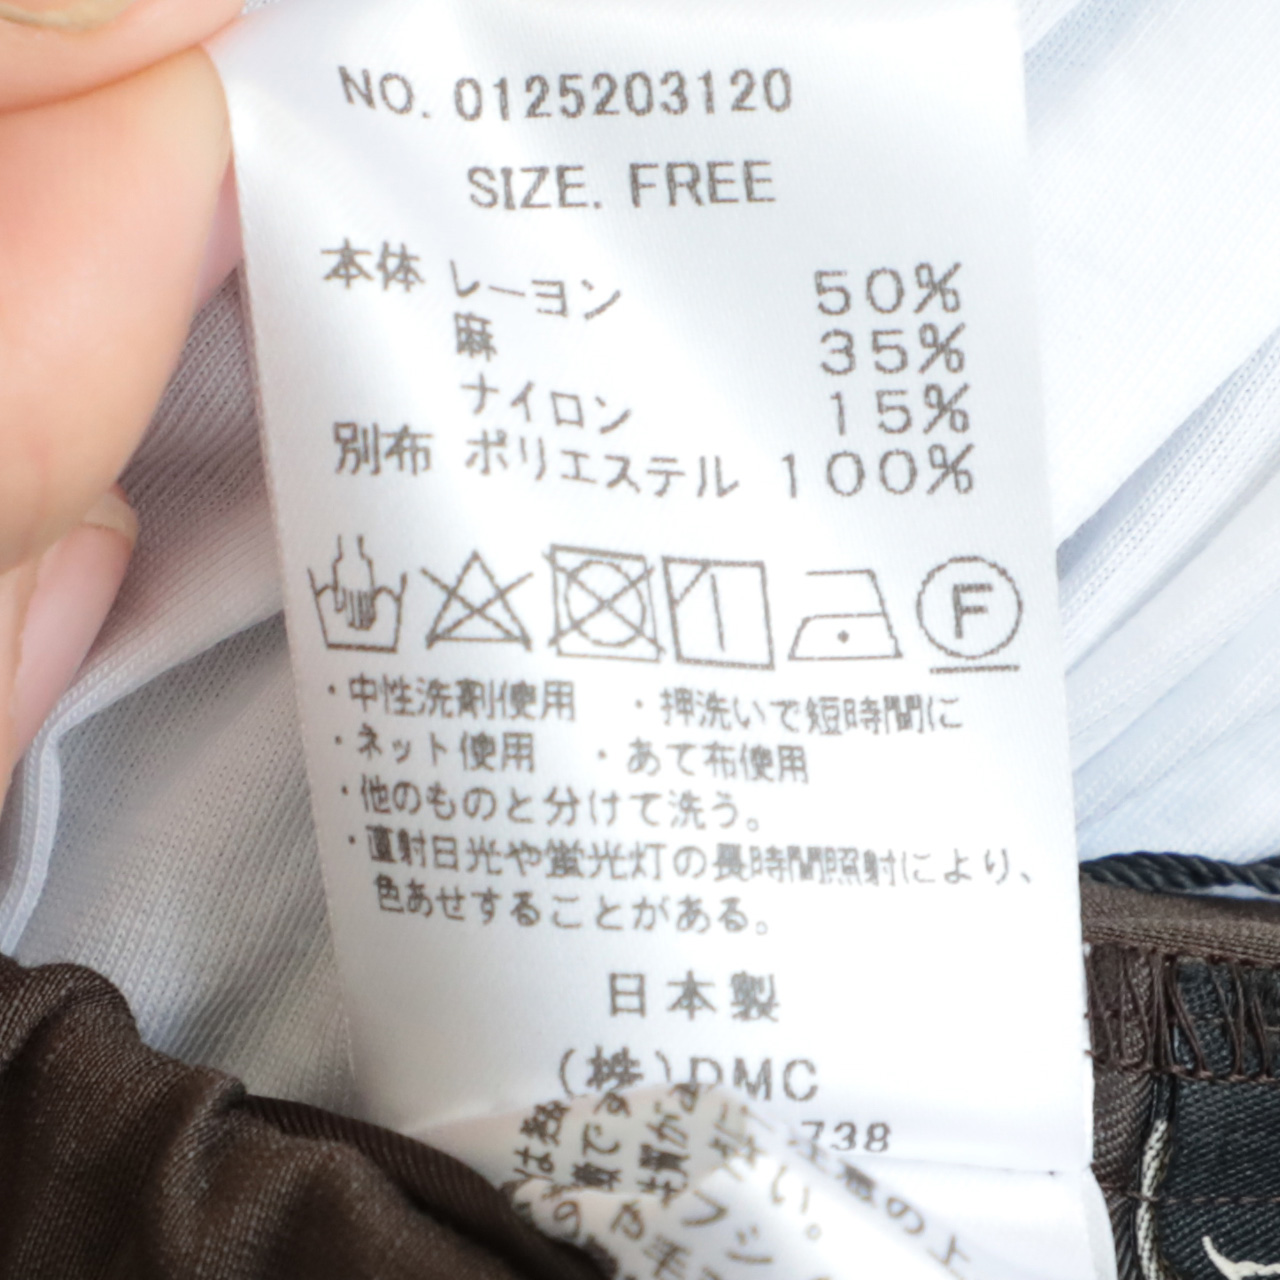 NO. 0125203120
SIZE. FREE
本体 レーヨン 50%
麻 35%
ナイロン 15%
別布 ポリエステル 100%
F
・中性洗剤使用 ・押洗いで短時間に
・ネット使用 ・あて布使用
・他のものと分けて洗う。
・直射日光や蛍光灯の長時間照射により、
色あせすることがある。
日本製
(株)DMC
738